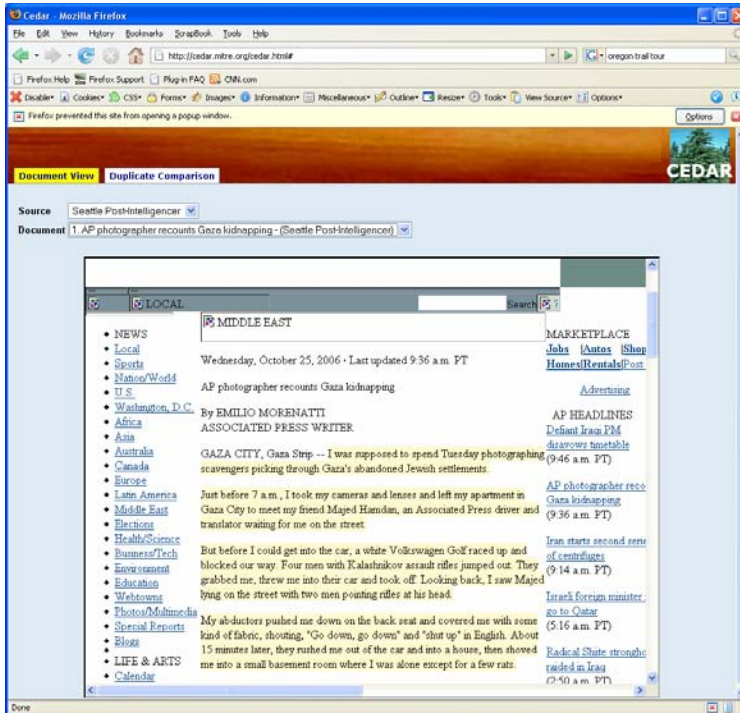 Cedar - Mozilla Firefox
File Edit View History Bookmarks ScrapBook Tools Help
http://cedar.mitre.org/cedar.html#
oregon trail tour
Firefox Help Firefox Support Plug-in FAQ CNN.com
Disable Cookies CSS Forms Images Information Miscellaneous Outline Resize Tools View Source Options
Firefox prevented this site from opening a popup window.
Options
CEDAR
Document View Duplicate Comparison
Source Seattle Post-Intelligencer
Document 1. AP photographer recounts Gaza kidnapping - (Seattle Post-Intelligencer)
LOCAL
Search
MIDDLE EAST
NEWS
Local
Sports
Nation/World
U.S.
Washington, D.C.
Africa
Asia
Australia
Canada
Europe
Latin America
Middle East
Elections
Health/Science
Business/Tech
Environment
Education
Webtowns
Photos/Multimedia
Special Reports
Blogs
LIFE & ARTS
Calendar
Wednesday, October 25, 2006 · Last updated 9:36 a.m. PT
AP photographer recounts Gaza kidnapping
By EMILIO MORENATTI
ASSOCIATED PRESS WRITER
GAZA CITY, Gaza Strip -- I was supposed to spend Tuesday photographing
scavengers picking through Gaza's abandoned Jewish settlements.
Just before 7 a.m., I took my cameras and lenses and left my apartment in
Gaza City to meet my friend Majed Hamdan, an Associated Press driver and
translator waiting for me on the street.
But before I could get into the car, a white Volkswagen Golf raced up and
blocked our way. Four men with Kalashnikov assault rifles jumped out. They
grabbed me, threw me into their car and took off. Looking back, I saw Majed
lying on the street with two men pointing rifles at his head.
My abductors pushed me down on the back seat and covered me with some
kind of fabric, shouting, "Go down, go down" and "shut up" in English. About
15 minutes later, they rushed me out of the car and into a house, then shoved
me into a small basement room where I was alone except for a few rats.
MARKETPLACE
Jobs |Autos |Shop
Homes|Rentals|Post
Advertising
AP HEADLINES
Defiant Iraqi PM
disavows timetable
(9:46 a.m. PT)
AP photographer reco
Gaza kidnapping
(9:36 a.m. PT)
Iran starts second serie
of centrifuges
(9:14 a.m. PT)
Israeli foreign minister
go to Qatar
(5:16 a.m. PT)
Radical Shiite strongho
raided in Iraq
(2:50 a.m. PT)
Done